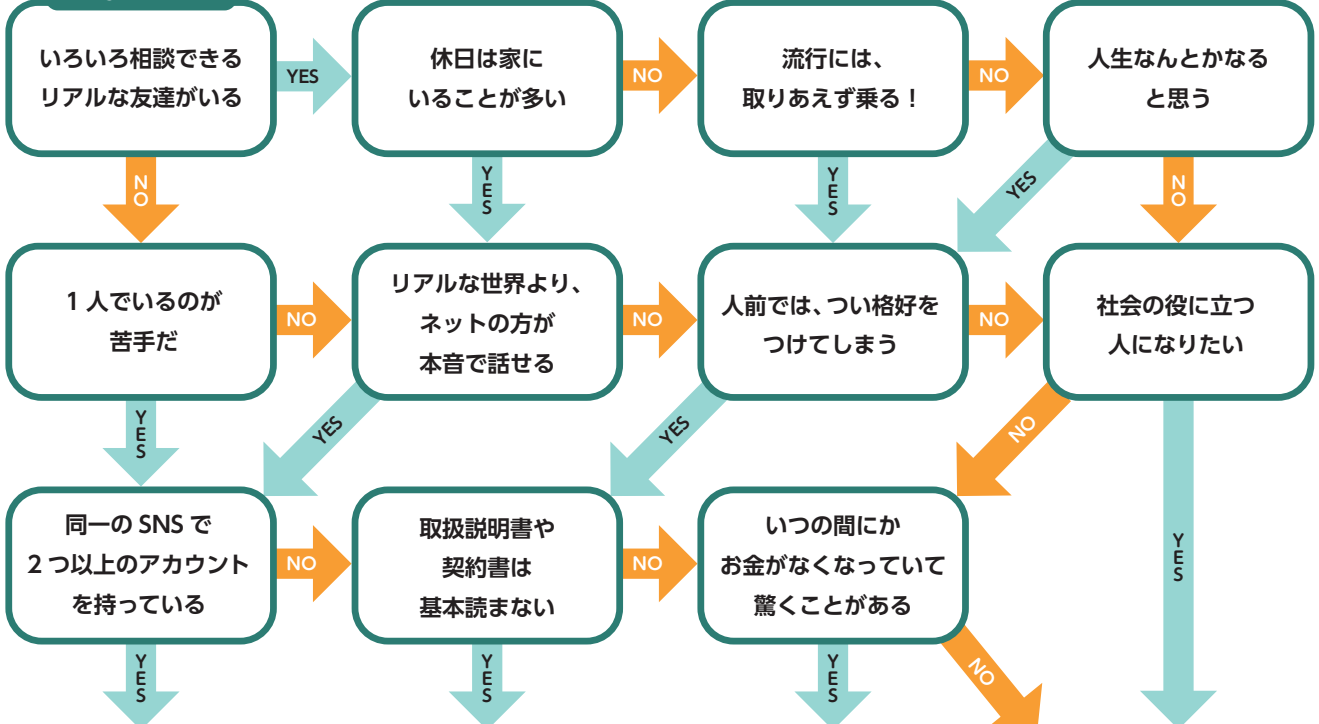 いろいろ相談できる
リアルな友達がいる
YES
休日は家に
いることが多い
NO
流行には、
取りあえず乗る！
NO
人生なんとかなる
と思う
NO
YES
YES
YES
NO
1人でいるのが
苦手だ
NO
リアルな世界より、
ネットの方が
本音で話せる
NO
人前では、つい格好を
つけてしまう
NO
社会の役に立つ
人になりたい
YES
YES
YES
NO
YES
同一の SNS で
2つ以上のアカウント
を持っている
NO
取扱説明書や
契約書は
基本読まない
NO
いつの間にか
お金がなくなっていて
驚くことがある
YES
YES
YES
NO